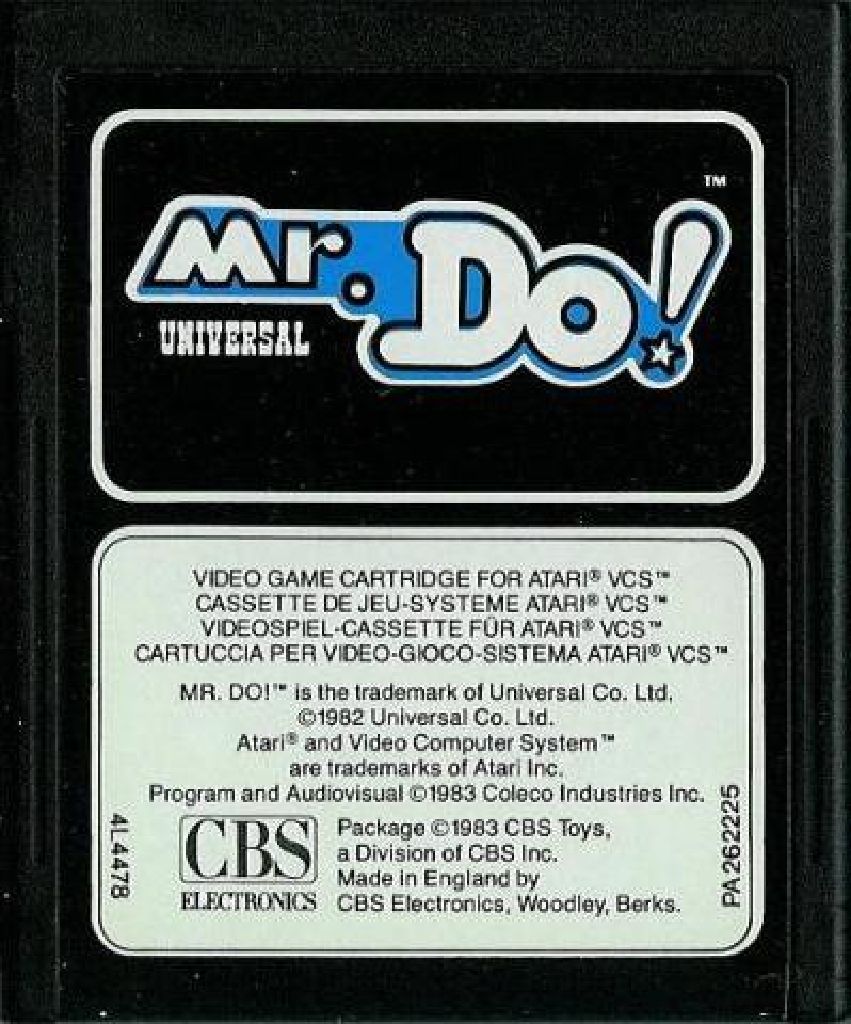 TM
Mr. Do!
UNIVERSAL
VIDEO GAME CARTRIDGE FOR ATARI® VCS™
CASSETTE DE JEU-SYSTEME ATARI® VCS™
VIDEOSPIEL-CASSETTE FÜR ATARI® VCS™
CARTUCCIA PER VIDEO-GIOCO-SISTEMA ATARI® VCS™
MR. DO!™ is the trademark of Universal Co. Ltd.
©1982 Universal Co. Ltd.
Atari® and Video Computer System™
are trademarks of Atari Inc.
Program and Audiovisual ©1983 Coleco Industries Inc.
CBS
ELECTRONICS
Package ©1983 CBS Toys,
a Division of CBS Inc.
Made in England by
CBS Electronics, Woodley, Berks.
4L4478
PA262225